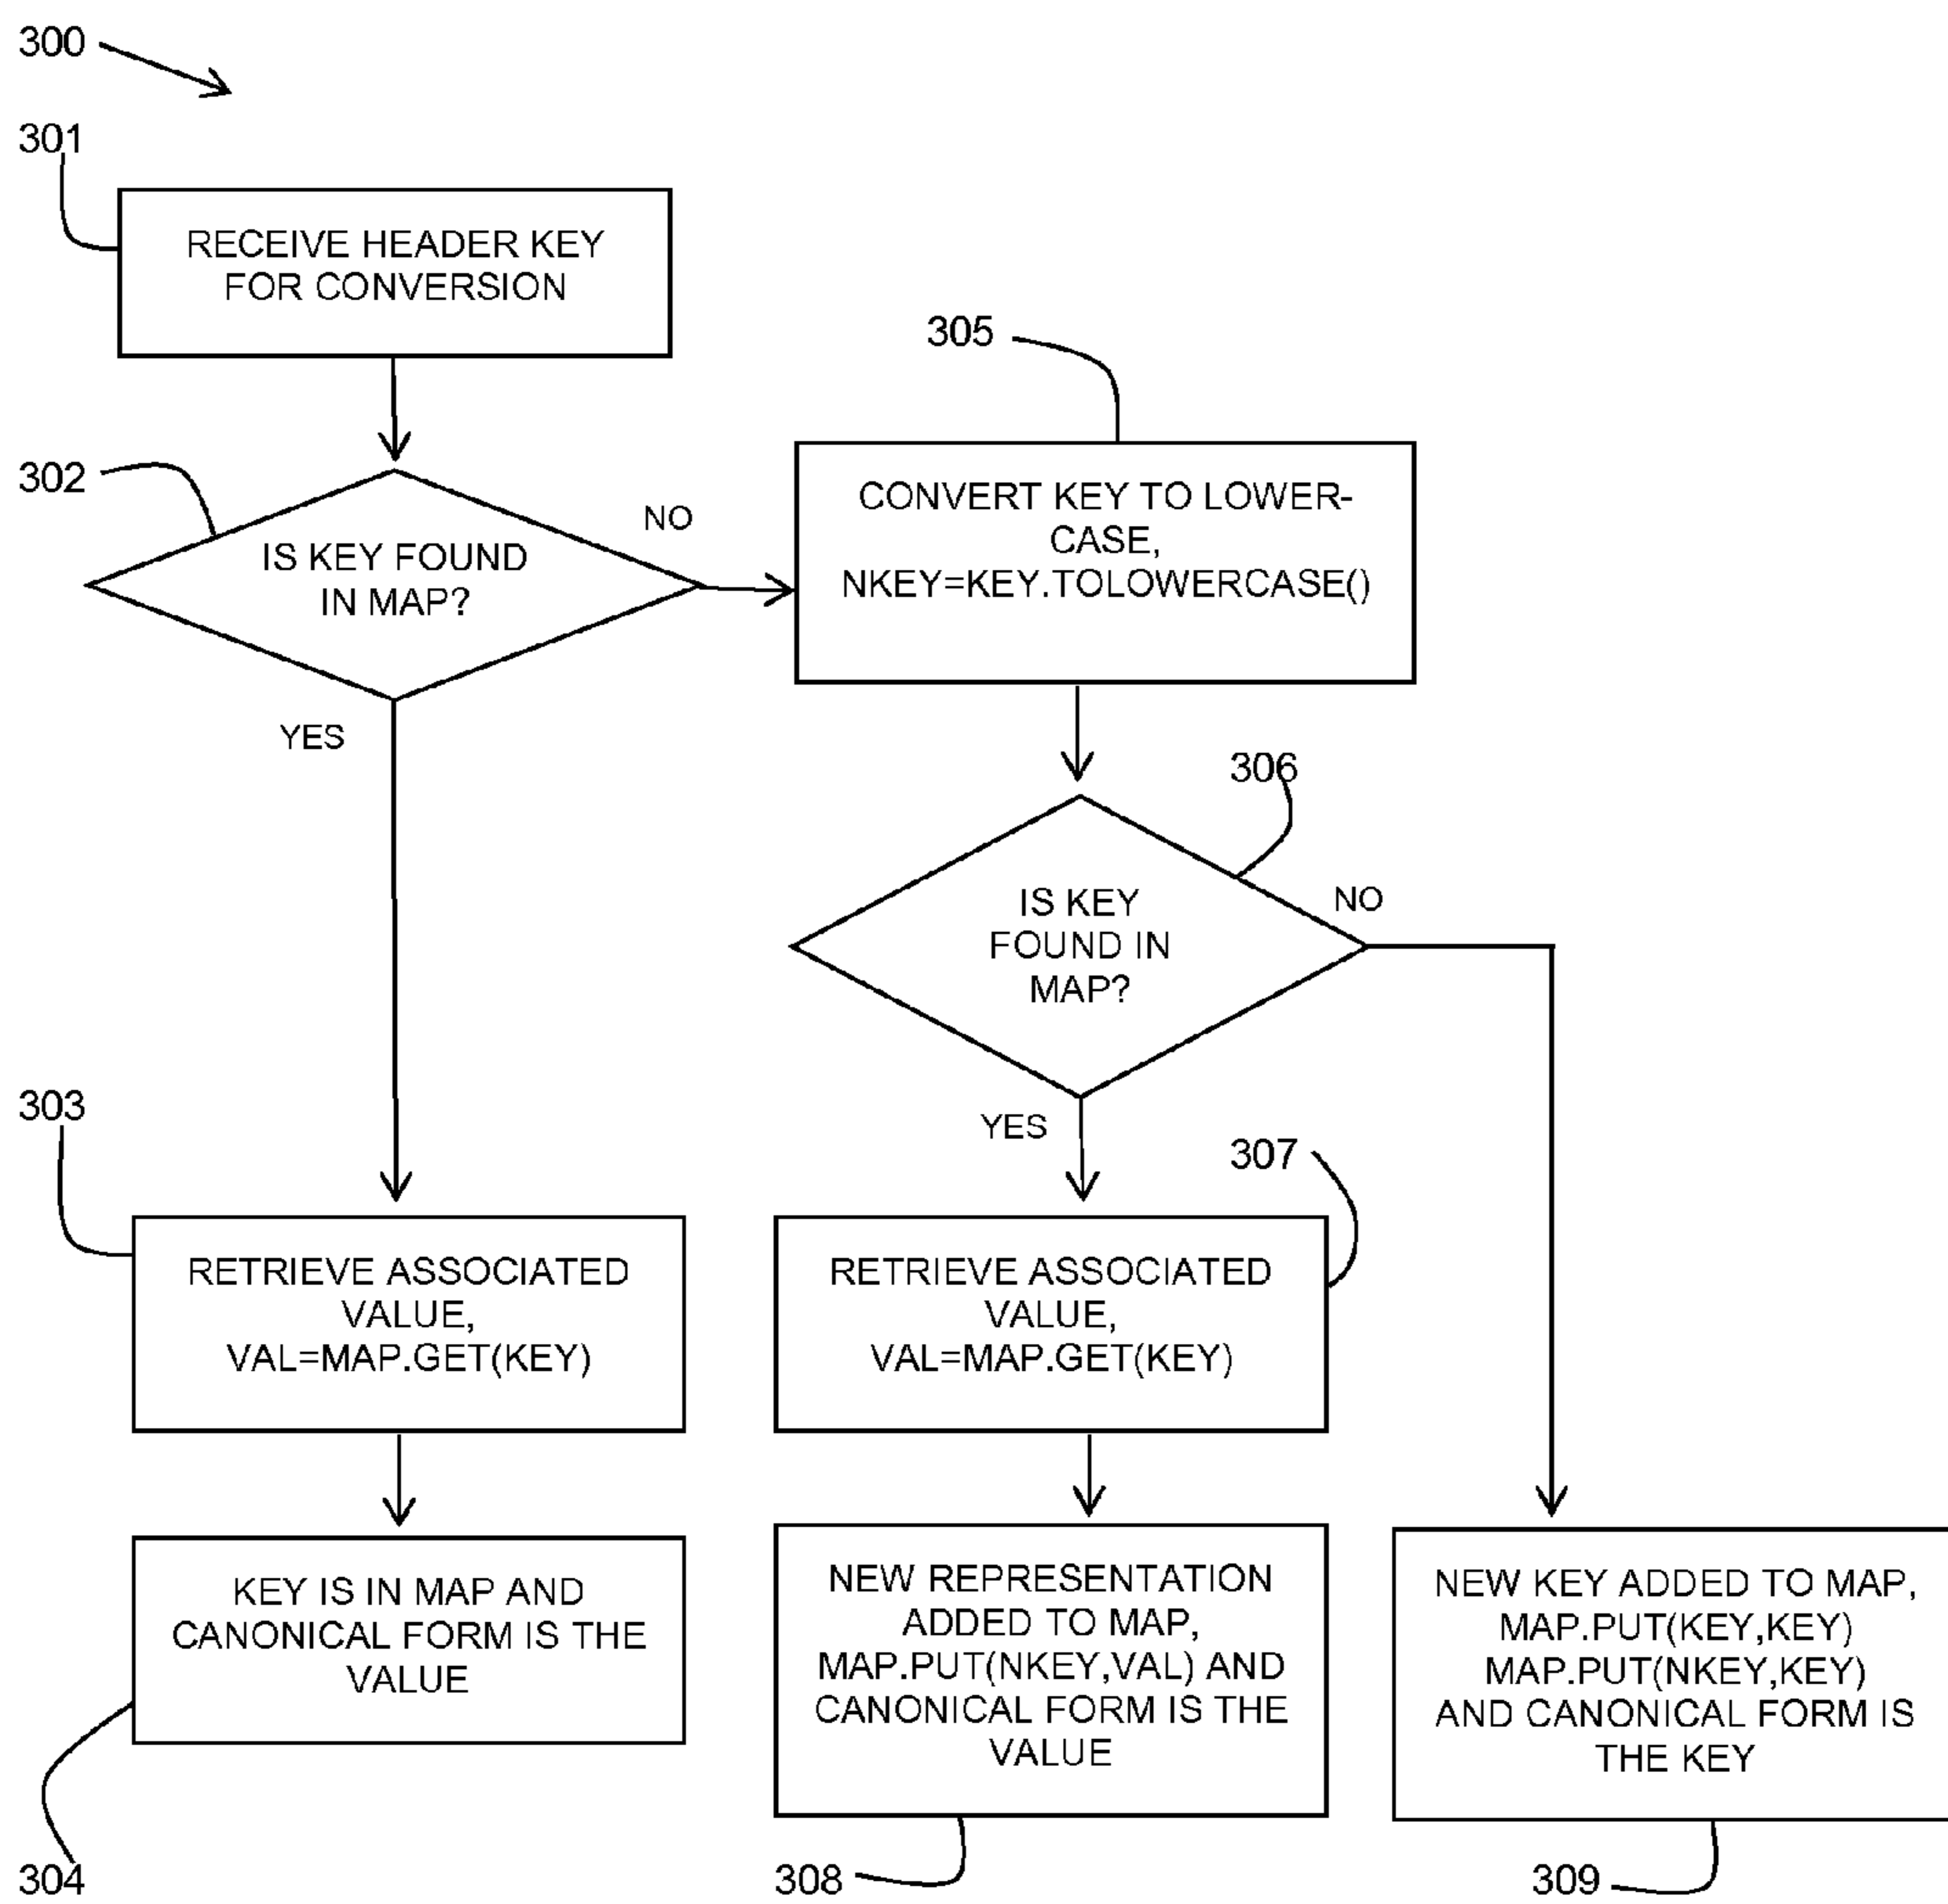 300
301
RECEIVE HEADER KEY
FOR CONVERSION
302
IS KEY FOUND
IN MAP?
NO
YES
305
CONVERT KEY TO LOWER-
CASE,
NKEY=KEY.TOLOWERCASE()
306
IS KEY
FOUND IN
MAP?
NO
YES
303
RETRIEVE ASSOCIATED
VALUE,
VAL=MAP.GET(KEY)
307
RETRIEVE ASSOCIATED
VALUE,
VAL=MAP.GET(KEY)
KEY IS IN MAP AND
CANONICAL FORM IS THE
VALUE
304
NEW REPRESENTATION
ADDED TO MAP,
MAP.PUT(NKEY,VAL) AND
CANONICAL FORM IS THE
VALUE
308
NEW KEY ADDED TO MAP,
MAP.PUT(KEY,KEY)
MAP.PUT(NKEY,KEY)
AND CANONICAL FORM IS
THE KEY
309